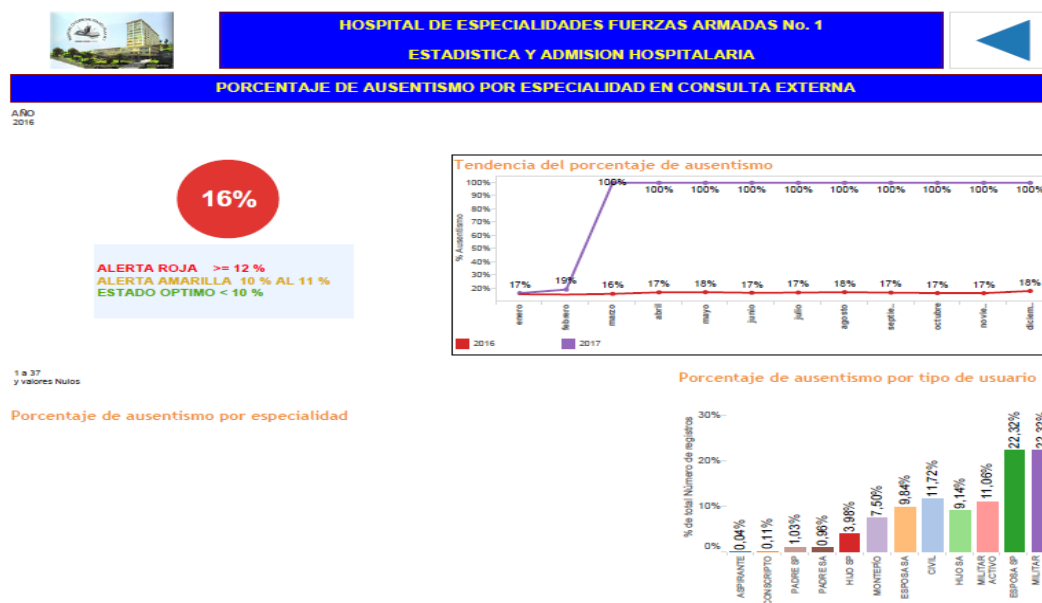 HOSPITAL DE ESPECIALIDADES FUERZAS ARMADAS No. 1
ESTADISTICA Y ADMISION HOSPITALARIA
PORCENTAJE DE AUSENTISMO POR ESPECIALIDAD EN CONSULTA EXTERNA
AÑO
2016
16%
ALERTA ROJA >= 12 %
ALERTA AMARILLA 10 % AL 11 %
ESTADO OPTIMO < 10 %
Tendencia del porcentaje de ausentismo
% Ausentismo
100%
90%
80%
70%
60%
50%
40%
30%
20%
100% 100% 100% 100% 100% 100% 100% 100% 100% 100%
17% 19% 16% 17% 18% 17% 17% 18% 17% 17% 17% 18%
enero febrero marzo abril mayo junio julio agosto septie.. octubre novie.. diciem..
2016 2017
1 a 37
y valores Nulos
Porcentaje de ausentismo por tipo de usuario
Porcentaje de ausentismo por especialidad
% de total Número de registros
30%
20%
10%
0%
0,04% 0,11% 1,03% 0,96% 3,98% 7,50% 9,84% 11,72% 9,14% 11,06% 22,32%
ASPIRANTE
CONSCRIPTO
PADRE SP
PADRE SA
HIJO SP
MONTEPÍO
ESPOSA SA
CIVIL
HIJO SA
MILITAR
ACTIVO
ESPOSA SP
MILITAR